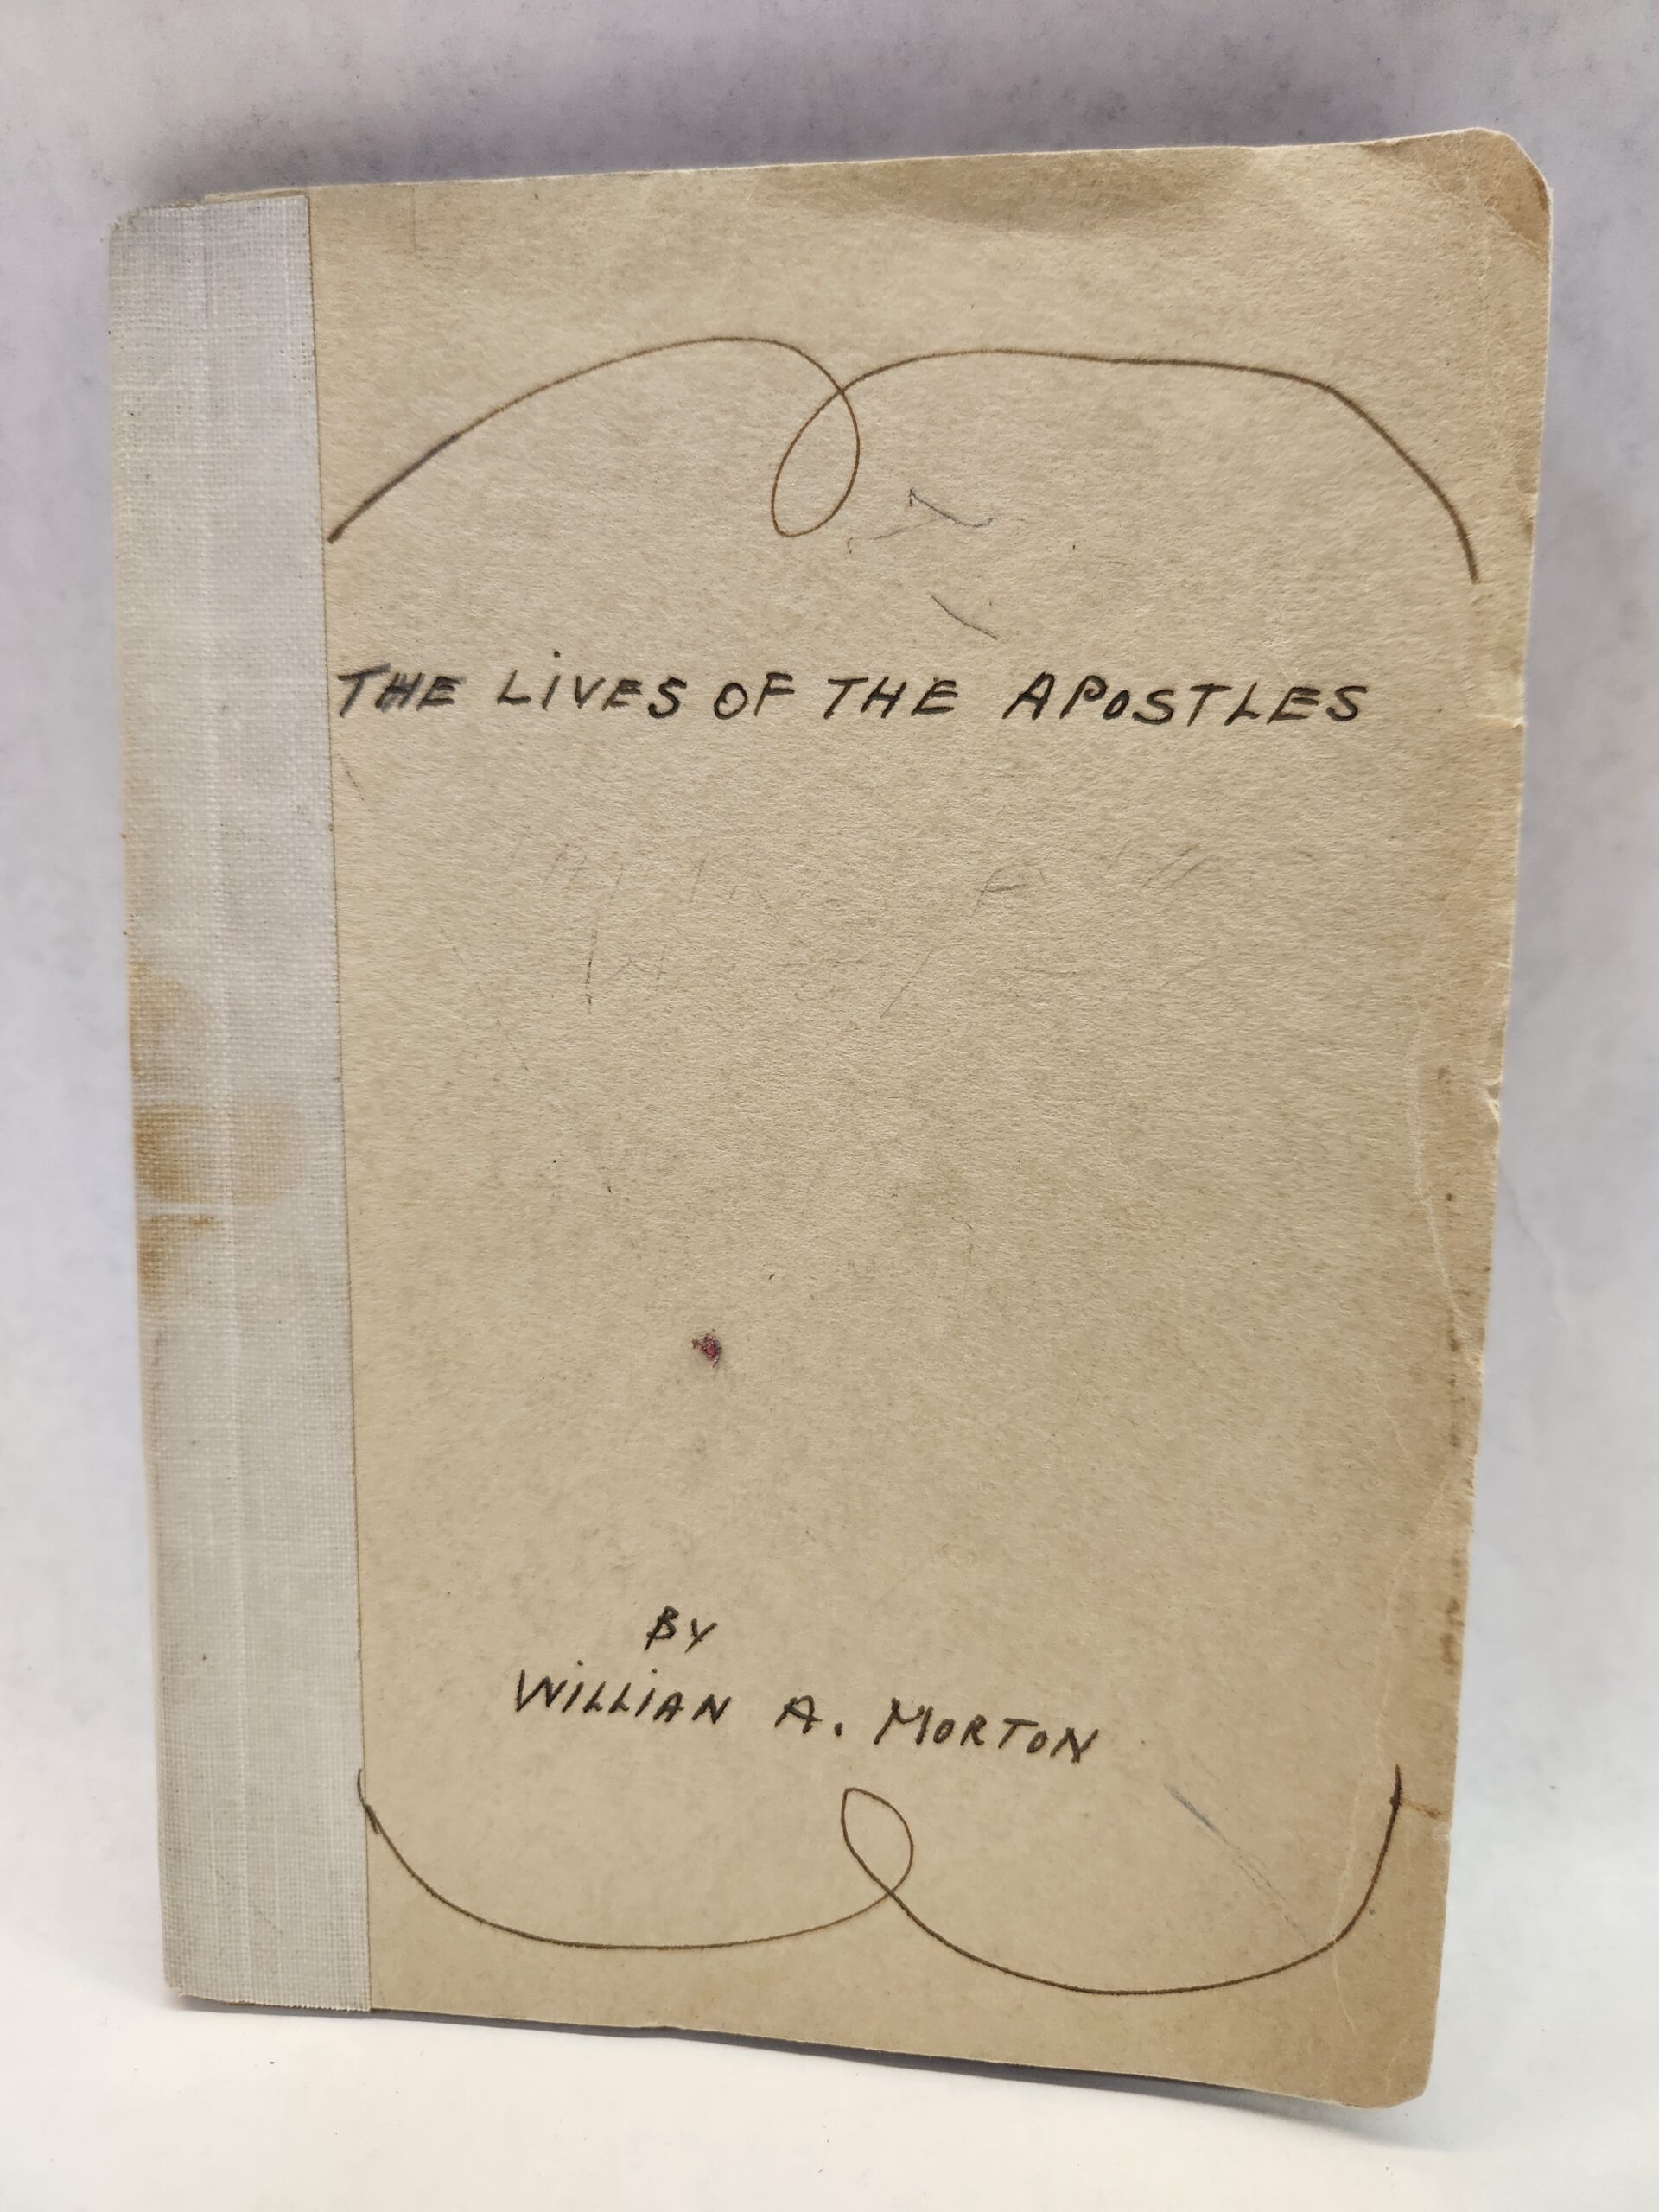 THE LiVES OF THE APOSTLES
BY
WiLLiAN A. MORTON